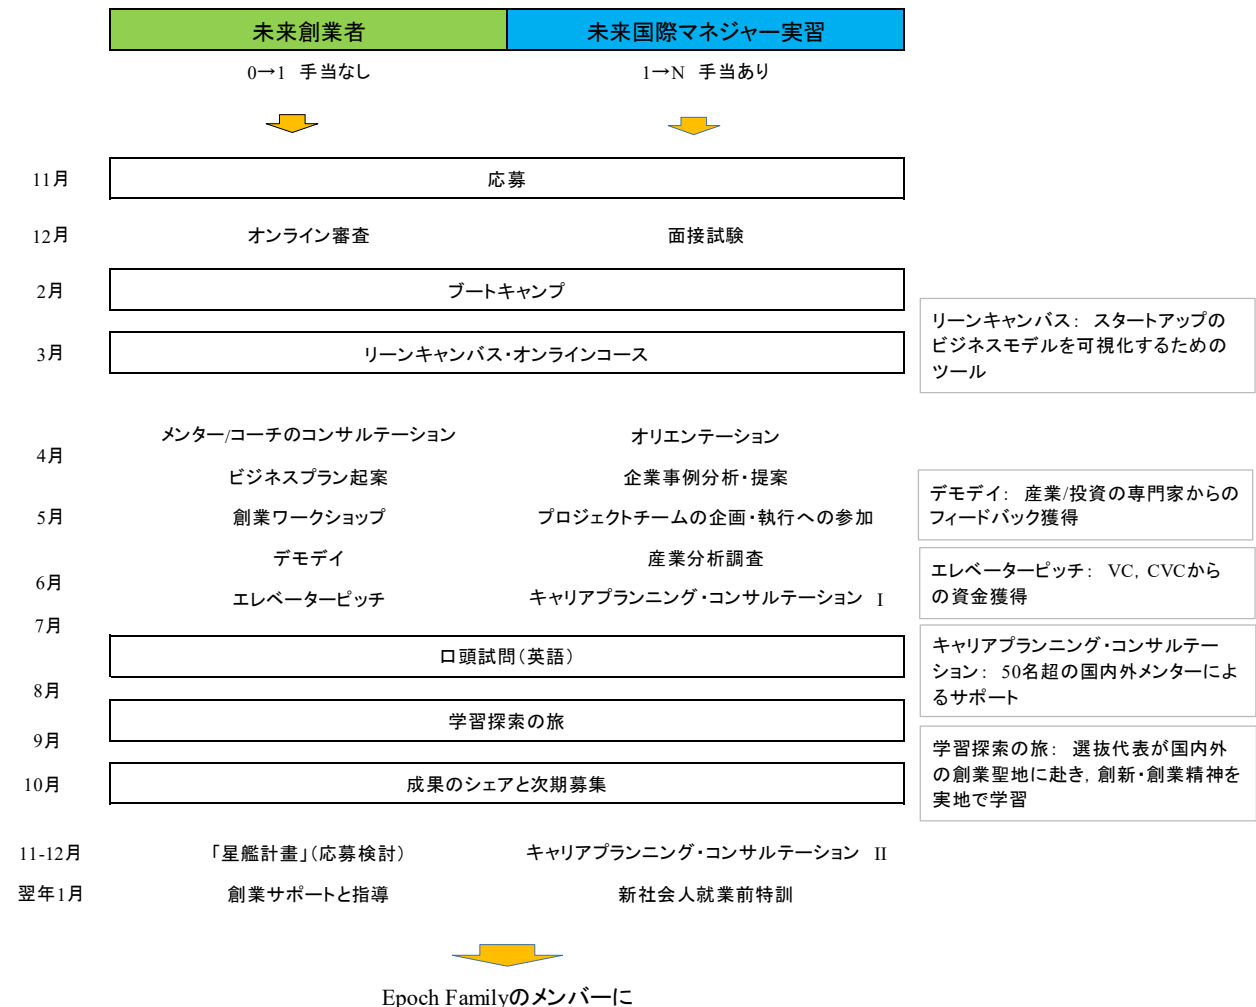 未来創業者 未来国際マネジャー実習
0→1 手当なし 1→N 手当あり
11月 応募
12月 オンライン審査 面接試験
2月 ブートキャンプ
3月 リーンキャンバス・オンラインコース
リーンキャンバス： スタートアップの
ビジネスモデルを可視化するための
ツール
4月
メンター/コーチのコンサルテーション オリエンテーション
ビジネスプラン起案 企業事例分析・提案
5月 創業ワークショップ プロジェクトチームの企画・執行への参加
デモデイ： 産業/投資の専門家からの
フィードバック獲得
デモデイ 産業分析調査
6月
エレベーターピッチ キャリアプランニング・コンサルテーション I
エレベーターピッチ： VC, CVCから
の資金獲得
7月
口頭試問（英語）
キャリアプランニング・コンサルテー
ション： 50名超の国内外メンターによ
るサポート
8月
学習探索の旅
9月
学習探索の旅： 選抜代表が国内外
の創業聖地に赴き, 創新・創業精神を
実地で学習
10月 成果のシェアと次期募集
11-12月 「星艦計畫」（応募検討） キャリアプランニング・コンサルテーション II
翌年1月 創業サポートと指導 新社会人就業前特訓
Epoch Familyのメンバーに